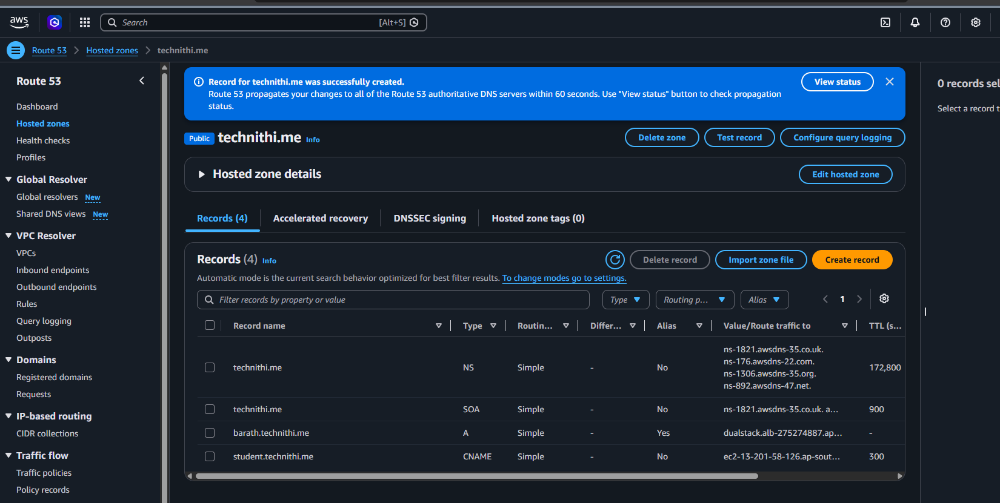 aws
Search
[Alt+S]
Route 53
Hosted zones
technithi.me
Route 53
Dashboard
Hosted zones
Health checks
Profiles
Global Resolver
Global resolvers New
Shared DNS views New
VPC Resolver
VPCs
Inbound endpoints
Outbound endpoints
Rules
Query logging
Outposts
Domains
Registered domains
Requests
IP-based routing
CIDR collections
Traffic flow
Traffic policies
Policy records
Record for technithi.me was successfully created.
Route 53 propagates your changes to all of the Route 53 authoritative DNS servers within 60 seconds. Use "View status" button to check propagation
status.
View status
Public technithi.me Info
Delete zone
Test record
Configure query logging
Hosted zone details
Edit hosted zone
Records (4)
Accelerated recovery
DNSSEC signing
Hosted zone tags (0)
Records (4) Info
Delete record
Import zone file
Create record
Automatic mode is the current search behavior optimized for best filter results. To change modes go to settings.
Filter records by property or value
Type
Routing p...
Alias
1
Record name Type Routin... Differ... Alias Value/Route traffic to TTL (s...
technithi.me NS Simple - No
ns-1821.awsdns-35.co.uk.
ns-176.awsdns-22.com.
ns-1306.awsdns-35.org.
ns-892.awsdns-47.net.
172,800
technithi.me SOA Simple - No ns-1821.awsdns-35.co.uk. a... 900
barath.technithi.me A Simple - Yes dualstack.alb-275274887.ap... -
student.technithi.me CNAME Simple - No ec2-13-201-58-126.ap-sout... 300
0 records sel
Select a record t